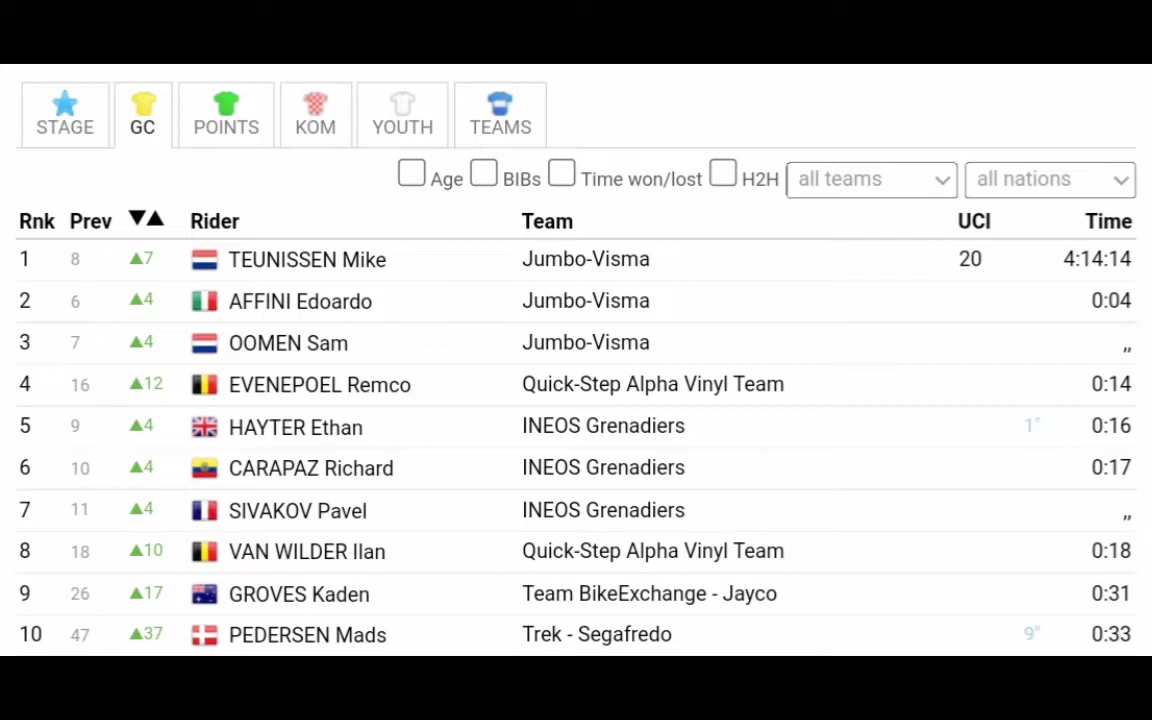 STAGE GC POINTS KOM YOUTH TEAMS
Age BIBs Time won/lost H2H all teams all nations
Rnk Prev ▼▲ Rider Team UCI Time
1 8 ▲7 TEUNISSEN Mike Jumbo-Visma 20 4:14:14
2 6 ▲4 AFFINI Edoardo Jumbo-Visma 0:04
3 7 ▲4 OOMEN Sam Jumbo-Visma ,,
4 16 ▲12 EVENEPOEL Remco Quick-Step Alpha Vinyl Team 0:14
5 9 ▲4 HAYTER Ethan INEOS Grenadiers 1" 0:16
6 10 ▲4 CARAPAZ Richard INEOS Grenadiers 0:17
7 11 ▲4 SIVAKOV Pavel INEOS Grenadiers ,,
8 18 ▲10 VAN WILDER Ilan Quick-Step Alpha Vinyl Team 0:18
9 26 ▲17 GROVES Kaden Team BikeExchange - Jayco 0:31
10 47 ▲37 PEDERSEN Mads Trek - Segafredo 9" 0:33